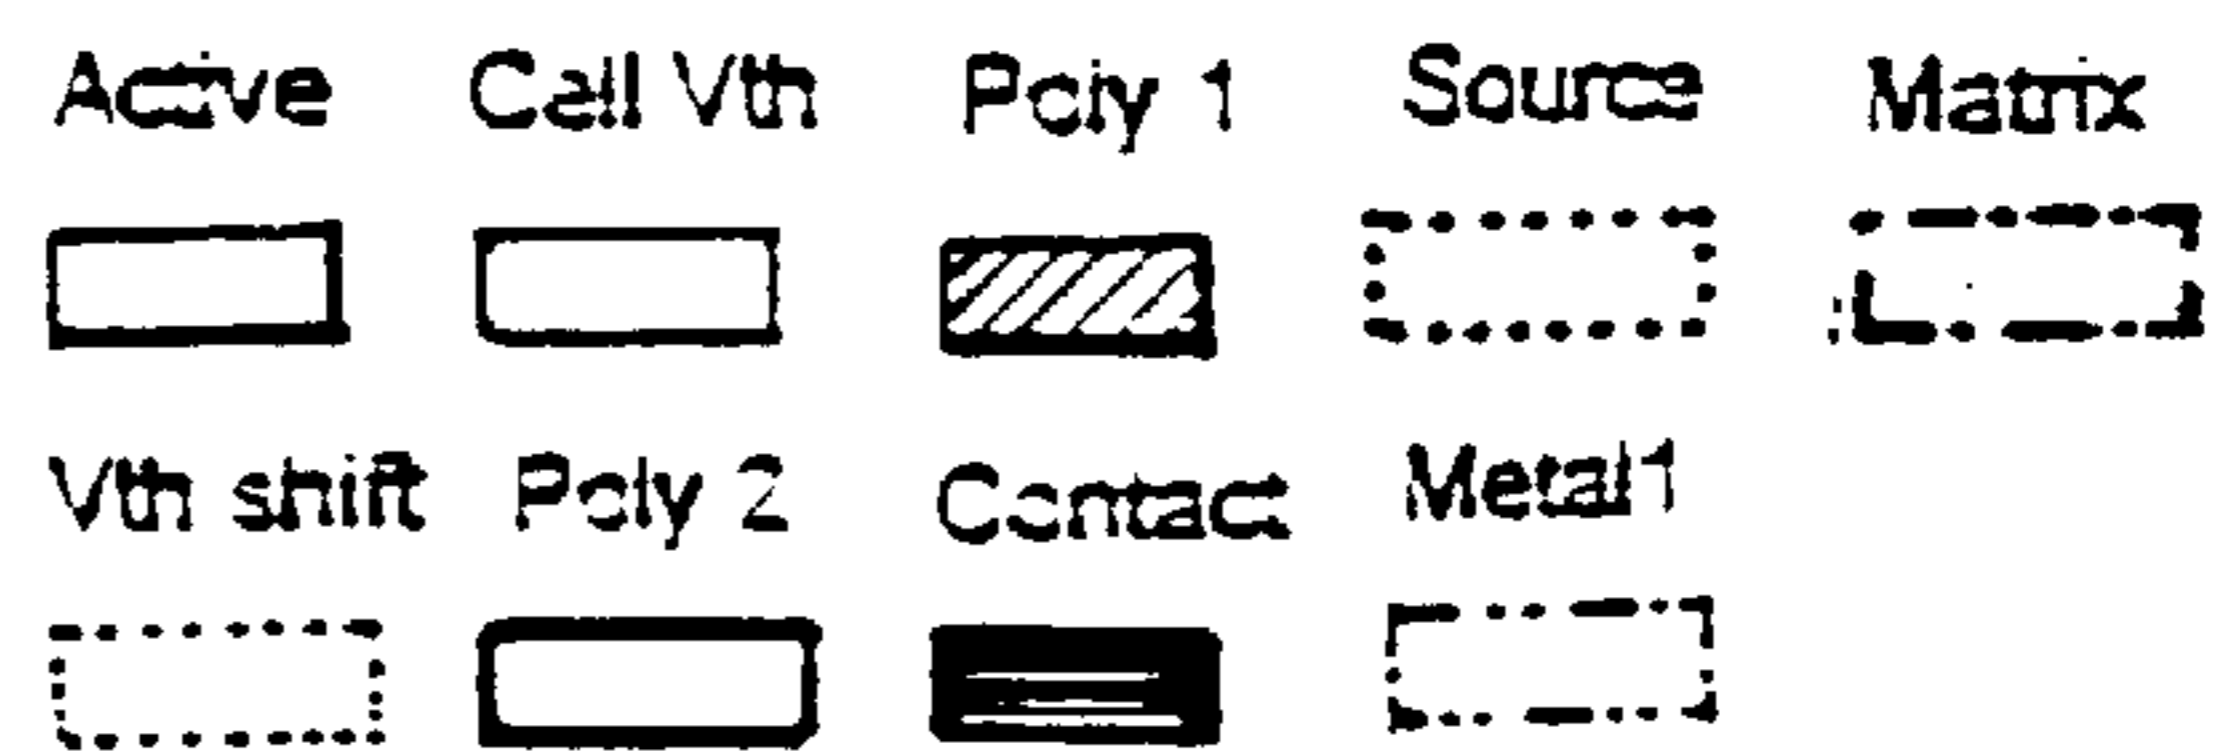 Active Cell Vth Poly 1 Source Matrix
Vth shift Poly 2 Contact Metal1